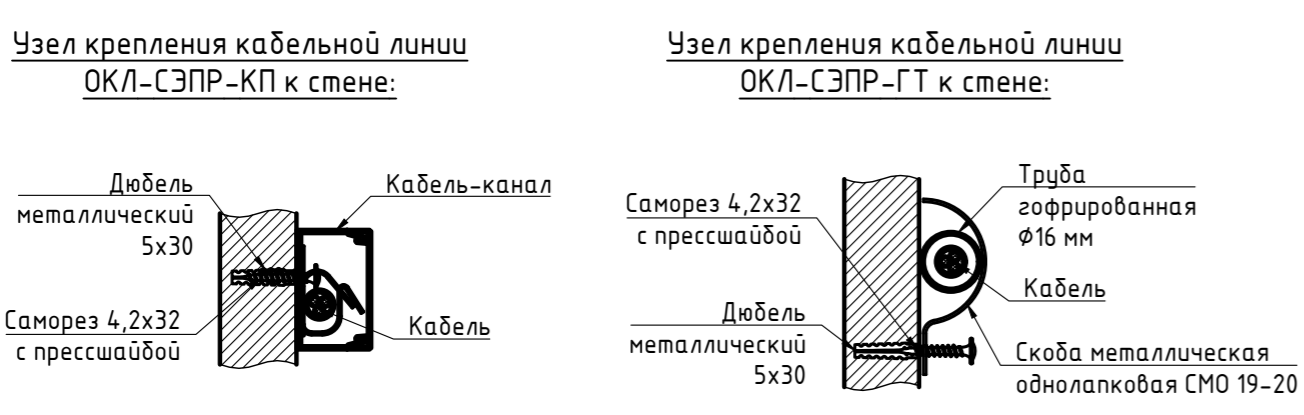 Узел крепления кабельной линии
ОКЛ-СЭПР-КП к стене:
Дюбель
металлический
5х30
Кабель-канал
Саморез 4,2х32
с прессшайбой
Кабель
Узел крепления кабельной линии
ОКЛ-СЭПР-ГТ к стене:
Саморез 4,2х32
с прессшайбой
Труба
гофрированная
Ф16 мм
Кабель
Дюбель
металлический
5х30
Скоба металлическая
однолапковая СМО 19-20